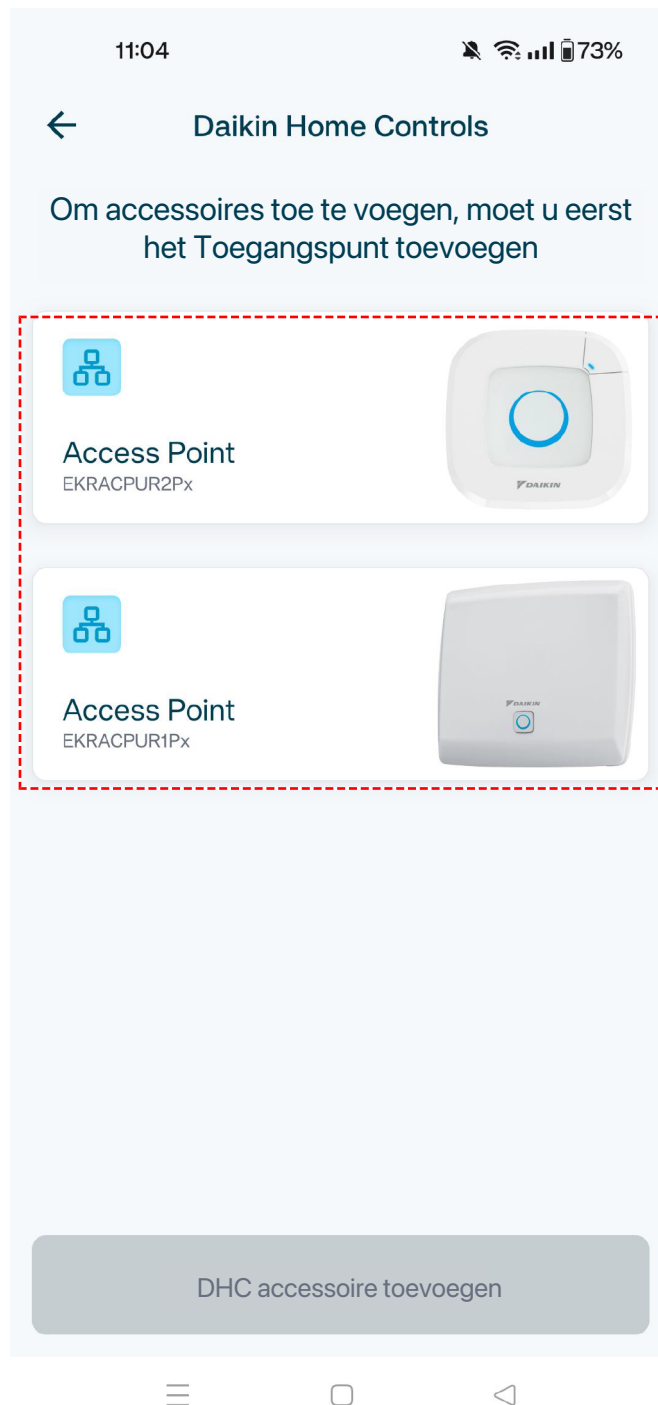 11:04 73%
Daikin Home Controls
Om accessoires toe te voegen, moet u eerst
het Toegangspunt toevoegen
Access Point
EKRACPUR2Px
DAIKIN
Access Point
EKRACPUR1Px
DAIKIN
DHC accessoire toevoegen